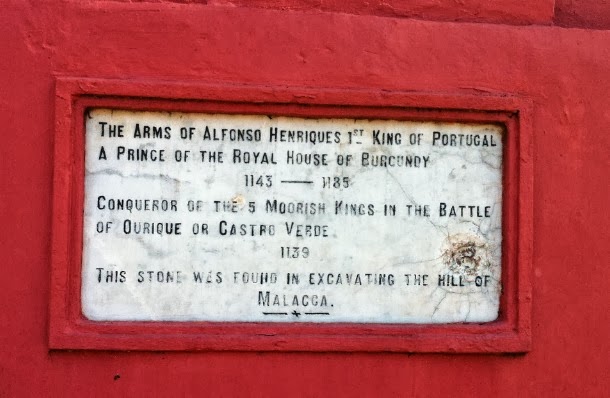 THE ARMS OF ALFONSO HENRIQUES 1ST KING OF PORTUGAL
A PRINCE OF THE ROYAL HOUSE OF BURGUNDY
1143 — 1185
CONQUEROR OF THE 5 MOORISH KINGS IN THE BATTLE
OF OURIQUE OR CASTRO VERDE.
1139
THIS STONE WAS FOUND IN EXCAVATING THE HILL OF
MALACCA.